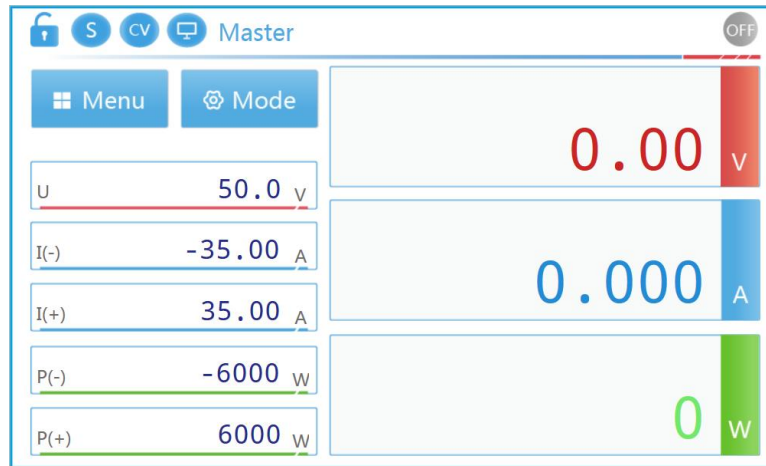 S CV Master OFF
Menu Mode
0.00 V
U 50.0 V
I(-) -35.00 A
0.000 A
I(+) 35.00 A
P(-) -6000 W
0 W
P(+) 6000 W